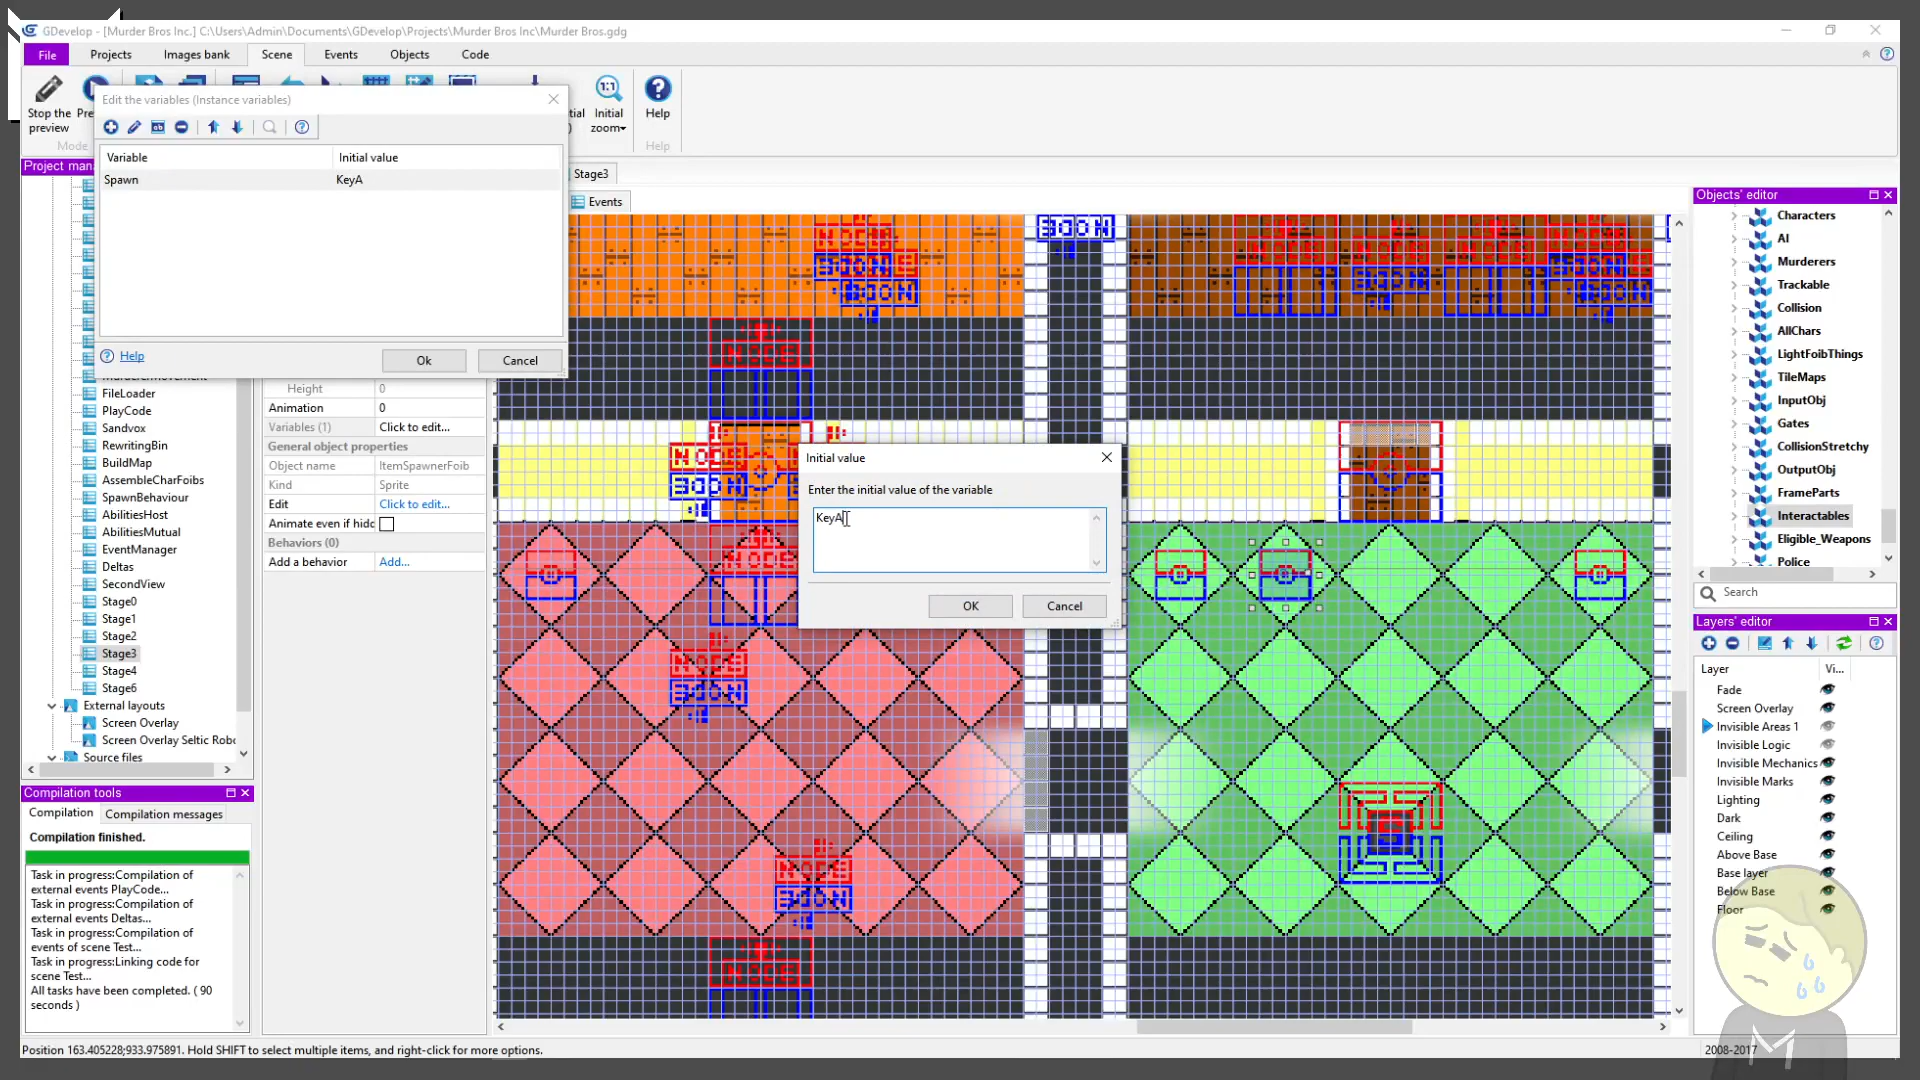 GDevelop - [Murder Bros Inc.] C:\Users\Admin\Documents\GDevelop\Projects\Murder Bros Inc\Murder Bros.gdg
File
Projects
Images bank
Scene
Events
Objects
Code
Stop the
preview
Pre
tial
Initial
zoom
Help
Mode
Help
Edit the variables (Instance variables)
Variable
Initial value
Spawn
KeyA
Help
Ok
Cancel
Project man
Stage3
Events
FileLoader
PlayCode
Sandvox
RewritingBin
BuildMap
AssembleCharFoibs
SpawnBehaviour
AbilitiesHost
AbilitiesMutual
EventManager
Deltas
SecondView
Stage0
Stage1
Stage2
Stage3
Stage4
Stage6
External layouts
Screen Overlay
Screen Overlay Seltic Robo
Source files
Height
0
Animation
0
Variables (1)
Click to edit...
General object properties
Object name
ItemSpawnerFoib
Kind
Sprite
Edit
Click to edit...
Animate even if hidd
Behaviors (0)
Add a behavior
Add...
Initial value
Enter the initial value of the variable
KeyA
OK
Cancel
Compilation tools
Compilation
Compilation messages
Compilation finished.
Task in progress:Compilation of
external events PlayCode...
Task in progress:Compilation of
external events Deltas...
Task in progress:Compilation of
events of scene Test...
Task in progress:Linking code for
scene Test...
All tasks have been completed. ( 90
seconds )
Objects' editor
Characters
AI
Murderers
Trackable
Collision
AllChars
LightFoibThings
TileMaps
InputObj
Gates
CollisionStretchy
OutputObj
FrameParts
Interactables
Eligible_Weapons
Police
Search
Layers' editor
Layer
Vi...
Fade
Screen Overlay
Invisible Areas 1
Invisible Logic
Invisible Mechanics
Invisible Marks
Lighting
Dark
Ceiling
Above Base
Base layer
Below Base
Floor
Position 163.405228;933.975891. Hold SHIFT to select multiple items, and right-click for more options.
2008-2017